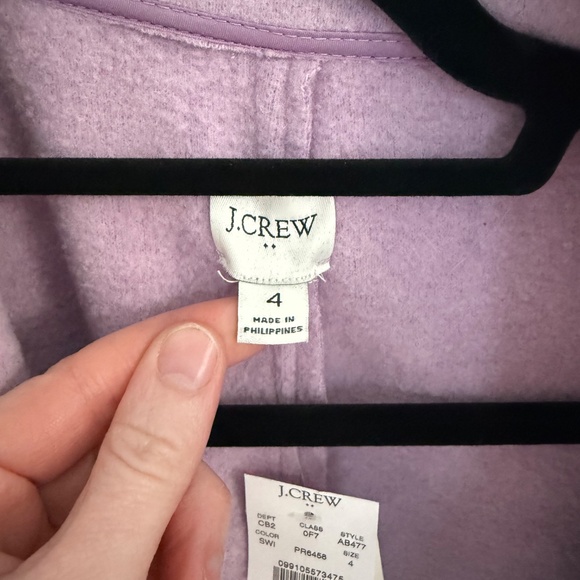 J.CREW
4
MADE IN
PHILIPPINES
J.CREW
DEPT CLASS STYLE
CB2 0F7 AB477
COLOR PR6458 SIZE
SWI 4
099105573475